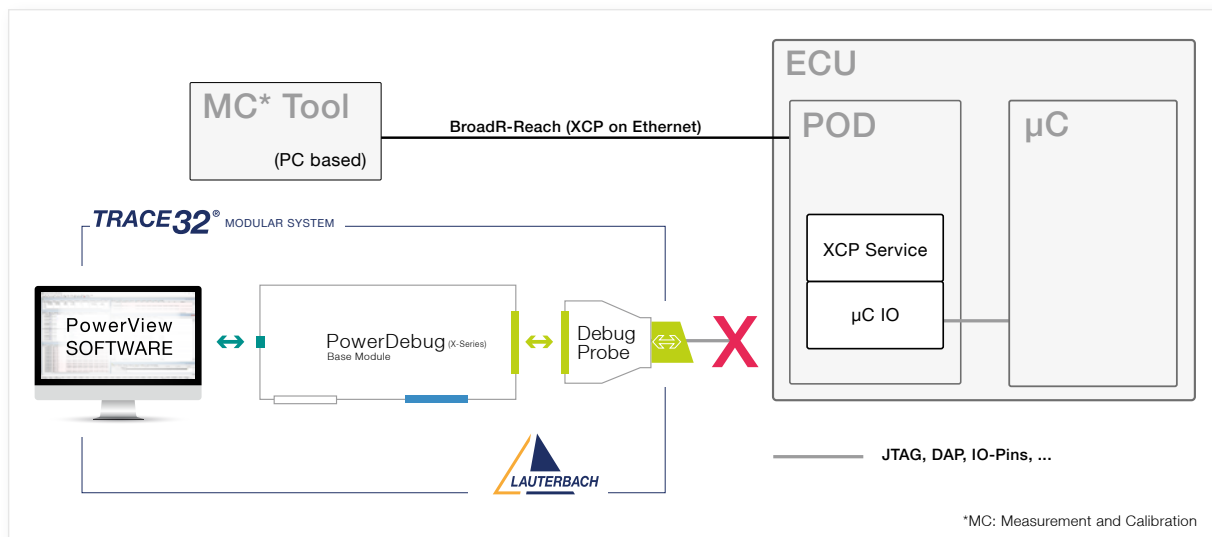 ECU
MC* Tool
(PC based)
BroadR-Reach (XCP on Ethernet)
POD
µC
TRACE32® MODULAR SYSTEM
XCP Service
µC IO
PowerView
SOFTWARE
PowerDebug (X-Series)
Base Module
Debug
Probe
X
LAUTERBACH
JTAG, DAP, IO-Pins, ...
*MC: Measurement and Calibration